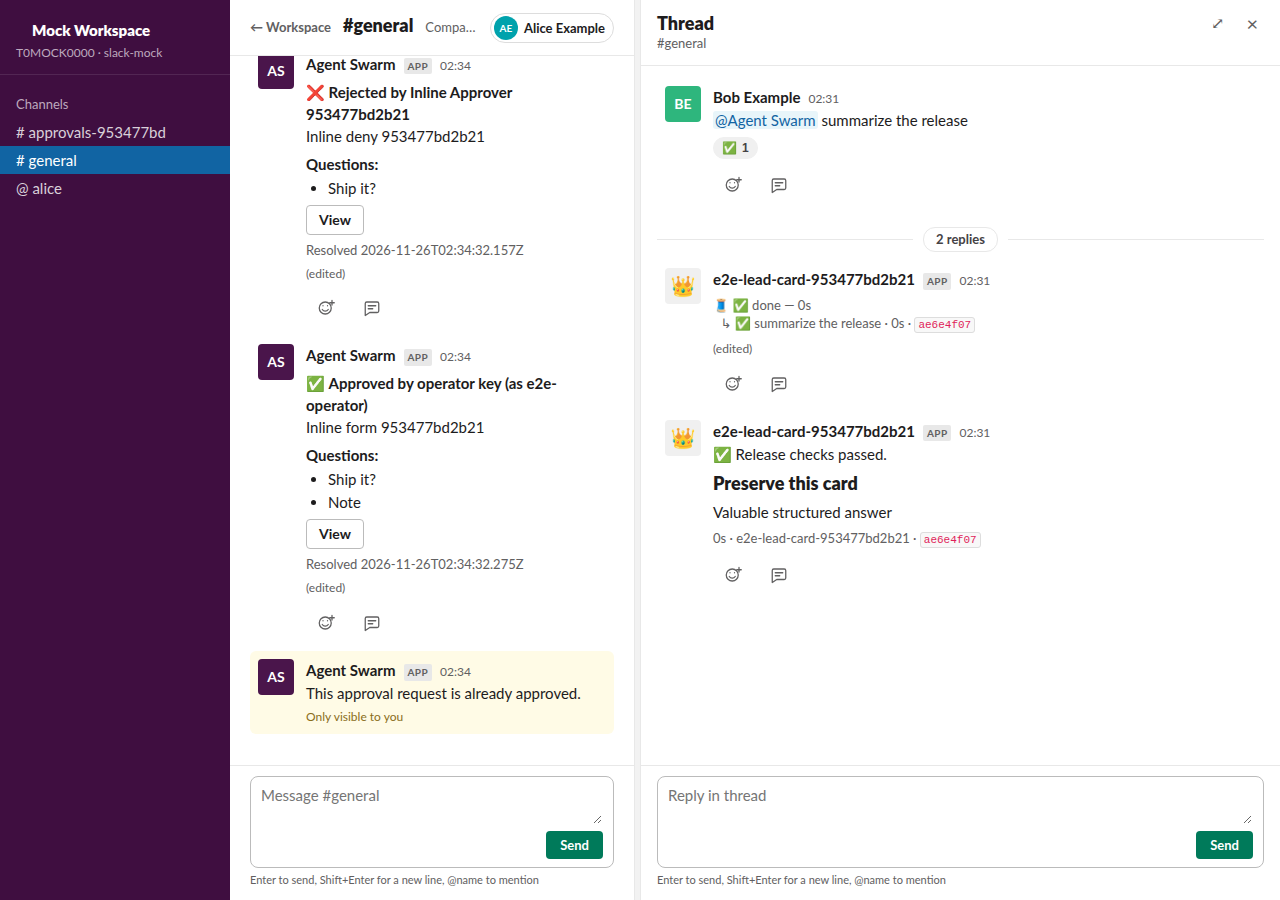 Mock Workspace
T0MOCK0000 · slack-mock
Channels
# approvals-953477bd
# general
@ alice
← Workspace #general Compa... AE Alice Example
AS Agent Swarm APP 02:34
❌ Rejected by Inline Approver
953477bd2b21
Inline deny 953477bd2b21
Questions:
• Ship it?
View
Resolved 2026-11-26T02:34:32.157Z
(edited)
AS Agent Swarm APP 02:34
✅ Approved by operator key (as e2e-
operator)
Inline form 953477bd2b21
Questions:
• Ship it?
• Note
View
Resolved 2026-11-26T02:34:32.275Z
(edited)
AS Agent Swarm APP 02:34
This approval request is already approved.
Only visible to you
Message #general
Send
Enter to send, Shift+Enter for a new line, @name to mention
Thread
#general
BE Bob Example 02:31
@Agent Swarm summarize the release
✅ 1
2 replies
e2e-lead-card-953477bd2b21 APP 02:31
🧵 ✅ done — 0s
↳ ✅ summarize the release · 0s · ae6e4f07
(edited)
e2e-lead-card-953477bd2b21 APP 02:31
✅ Release checks passed.
Preserve this card
Valuable structured answer
0s · e2e-lead-card-953477bd2b21 · ae6e4f07
Reply in thread
Send
Enter to send, Shift+Enter for a new line, @name to mention